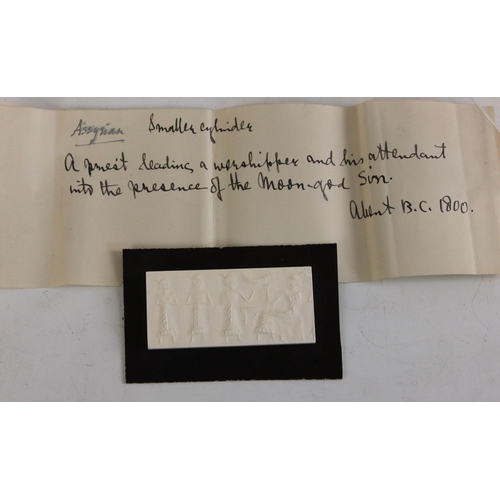 Assyrian Smaller cylinder
A priest leading a worshipper and his attendant
into the presence of the Moon-god Sin.
About B.C. 1800.